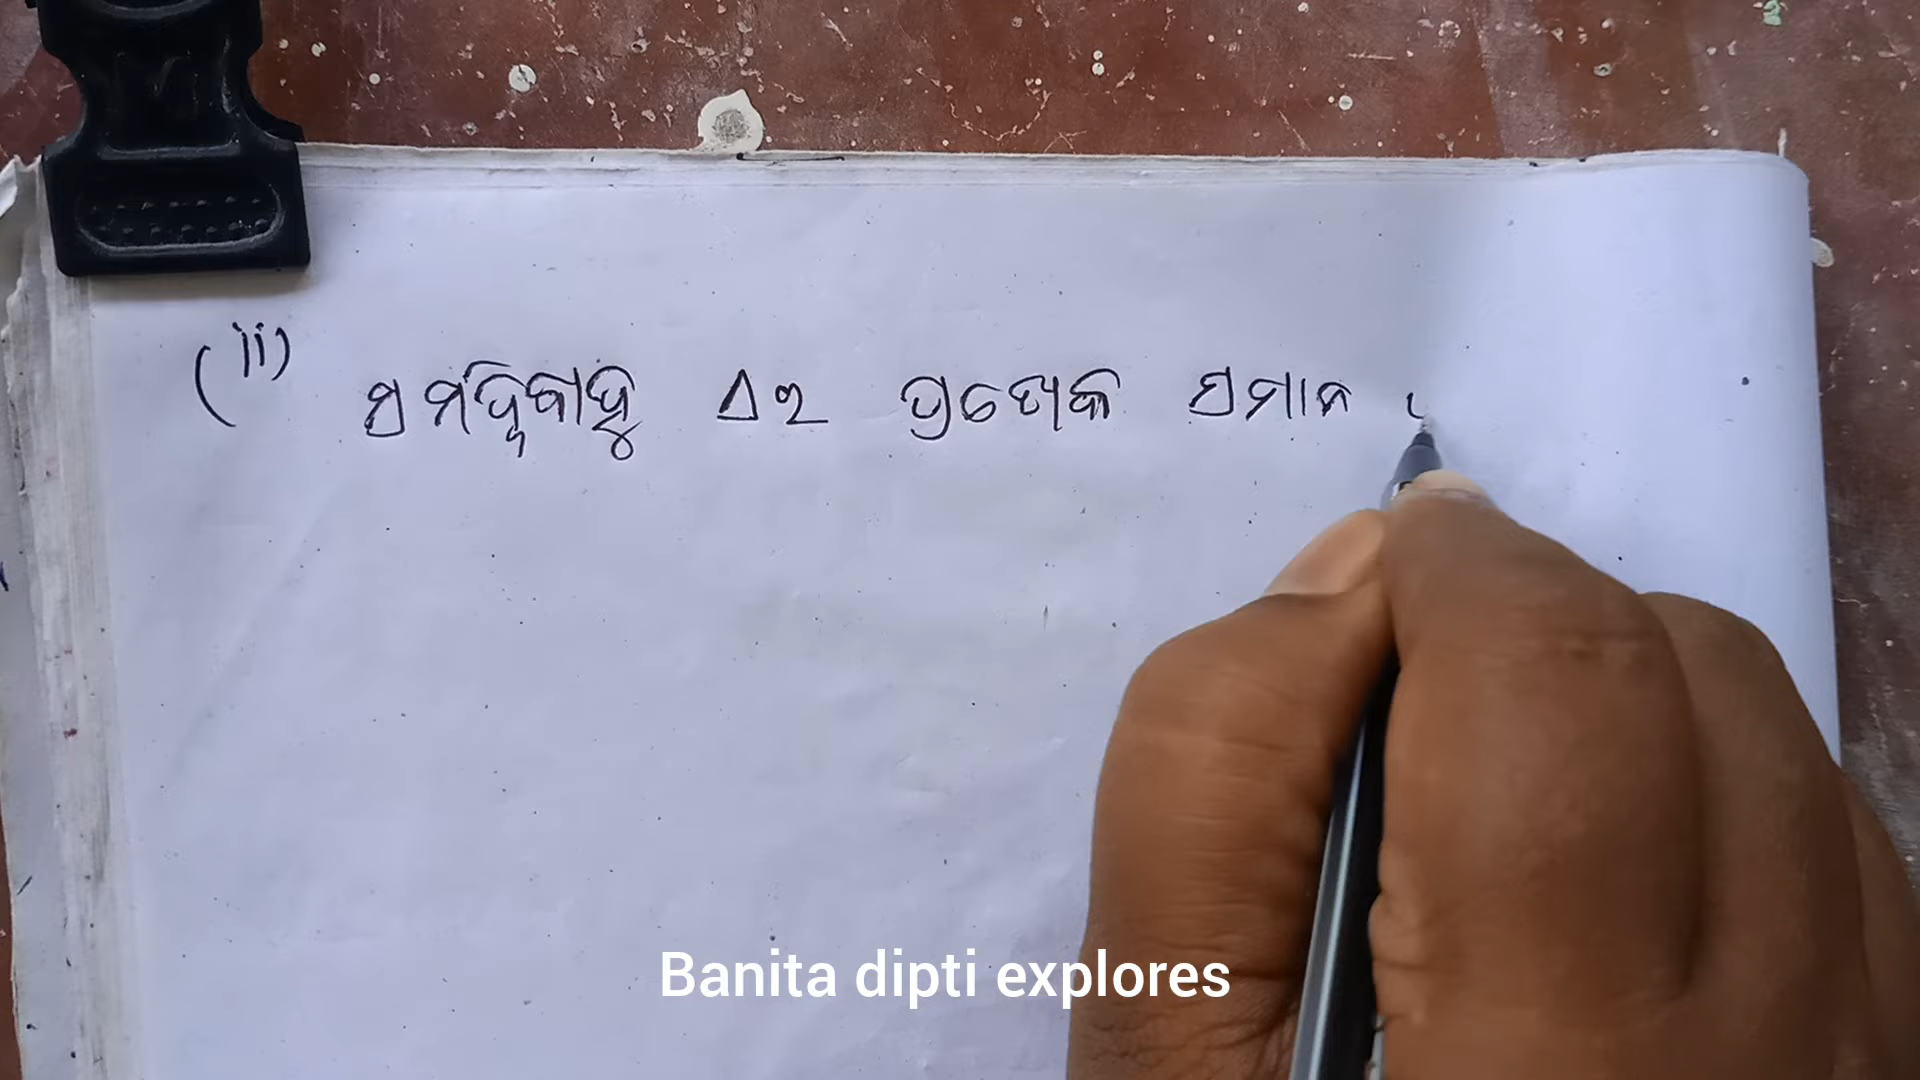 (ii) ସମଦ୍ୱିବାହୁ Δ ର ପ୍ରତ୍ୟେକ ସମାନ
Banita dipti explores